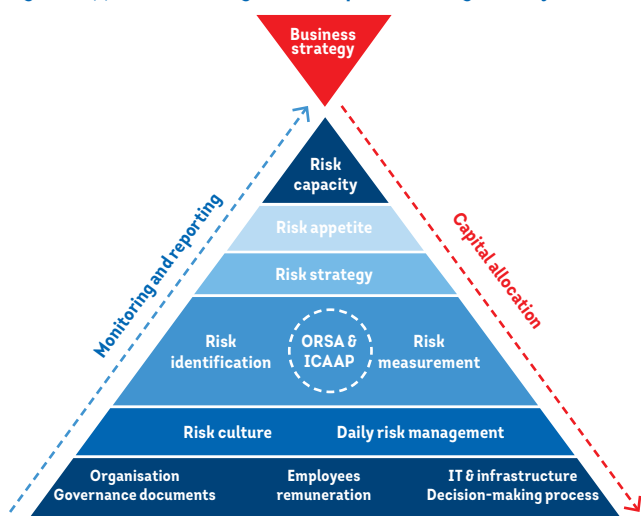 Business
strategy
Risk
capacity
Risk appetite
Risk strategy
Risk
identification
ORSA &
ICAAP
Risk
measurement
Risk culture
Daily risk management
Organisation
Governance documents
Employees
remuneration
IT & infrastructure
Decision-making process
Monitoring and reporting
Capital allocation